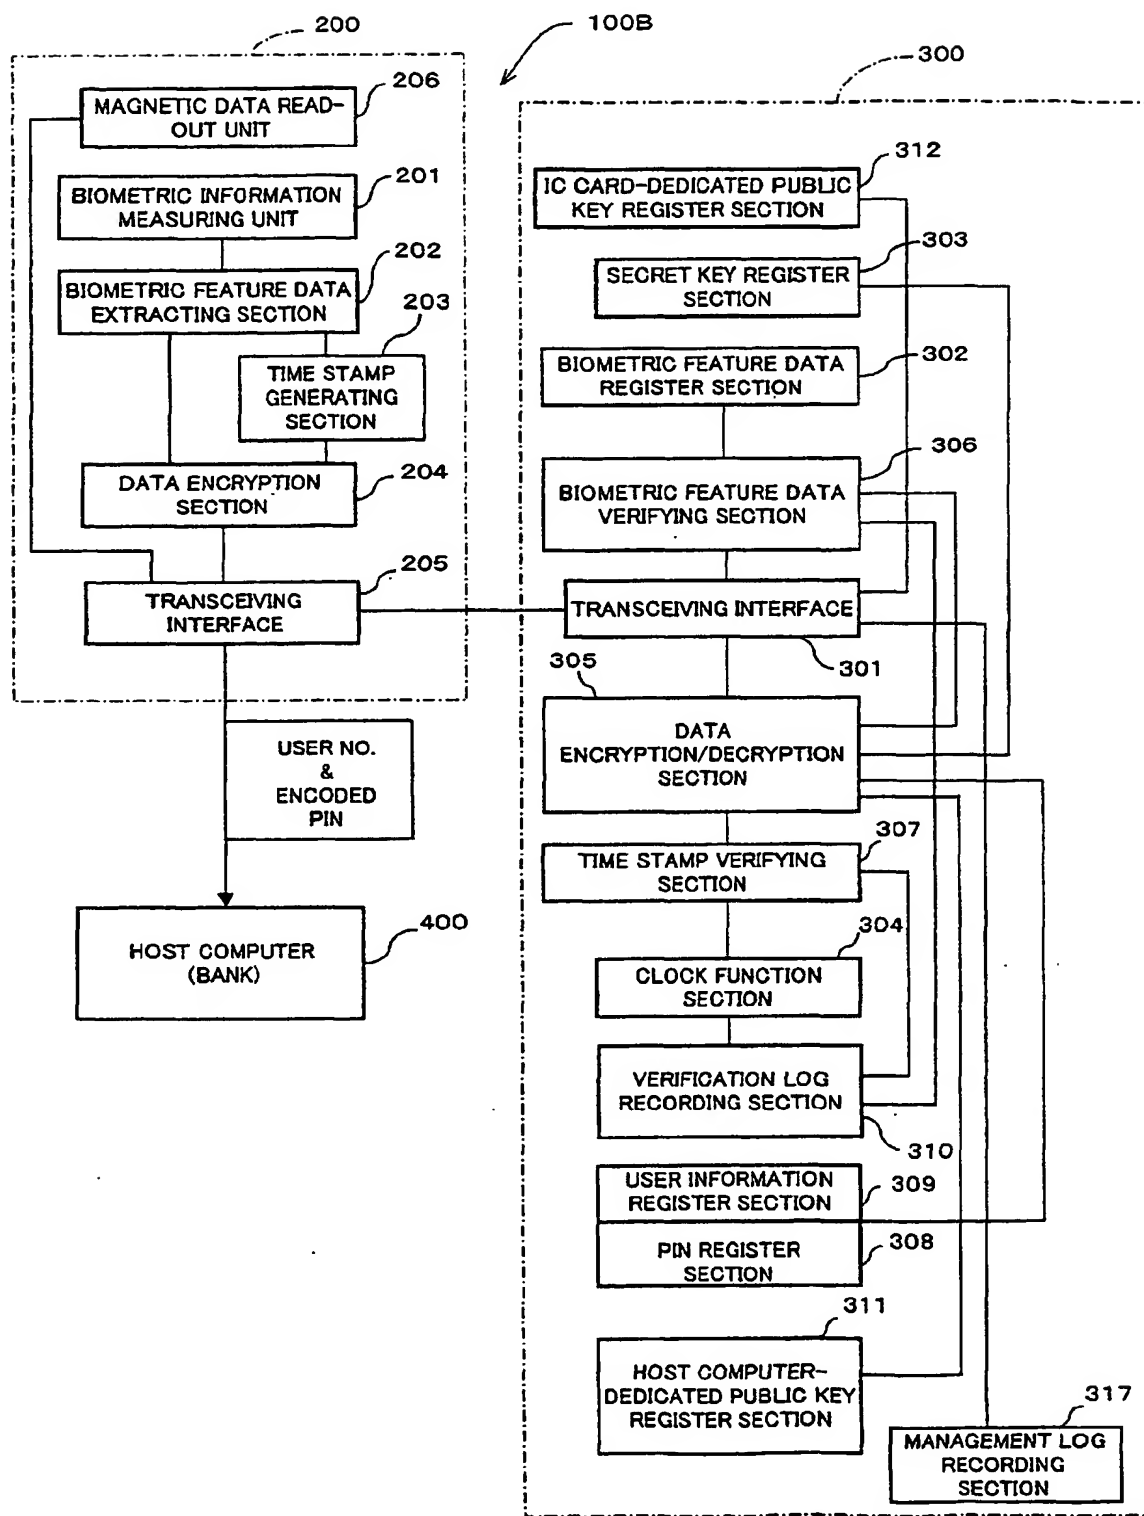 200
100B
300
206
MAGNETIC DATA READ-
OUT UNIT
201
BIOMETRIC INFORMATION
MEASURING UNIT
202
BIOMETRIC FEATURE DATA
EXTRACTING SECTION
203
TIME STAMP
GENERATING
SECTION
204
DATA ENCRYPTION
SECTION
205
TRANSCEIVING
INTERFACE
USER NO.
&
ENCODED
PIN
400
HOST COMPUTER
(BANK)
312
IC CARD-DEDICATED PUBLIC
KEY REGISTER SECTION
303
SECRET KEY REGISTER
SECTION
302
BIOMETRIC FEATURE DATA
REGISTER SECTION
306
BIOMETRIC FEATURE DATA
VERIFYING SECTION
TRANSCEIVING INTERFACE
301
305
DATA
ENCRYPTION/DECRYPTION
SECTION
307
TIME STAMP VERIFYING
SECTION
304
CLOCK FUNCTION
SECTION
VERIFICATION LOG
RECORDING SECTION
310
USER INFORMATION
REGISTER SECTION
309
PIN REGISTER
SECTION
308
311
HOST COMPUTER-
DEDICATED PUBLIC KEY
REGISTER SECTION
317
MANAGEMENT LOG
RECORDING
SECTION